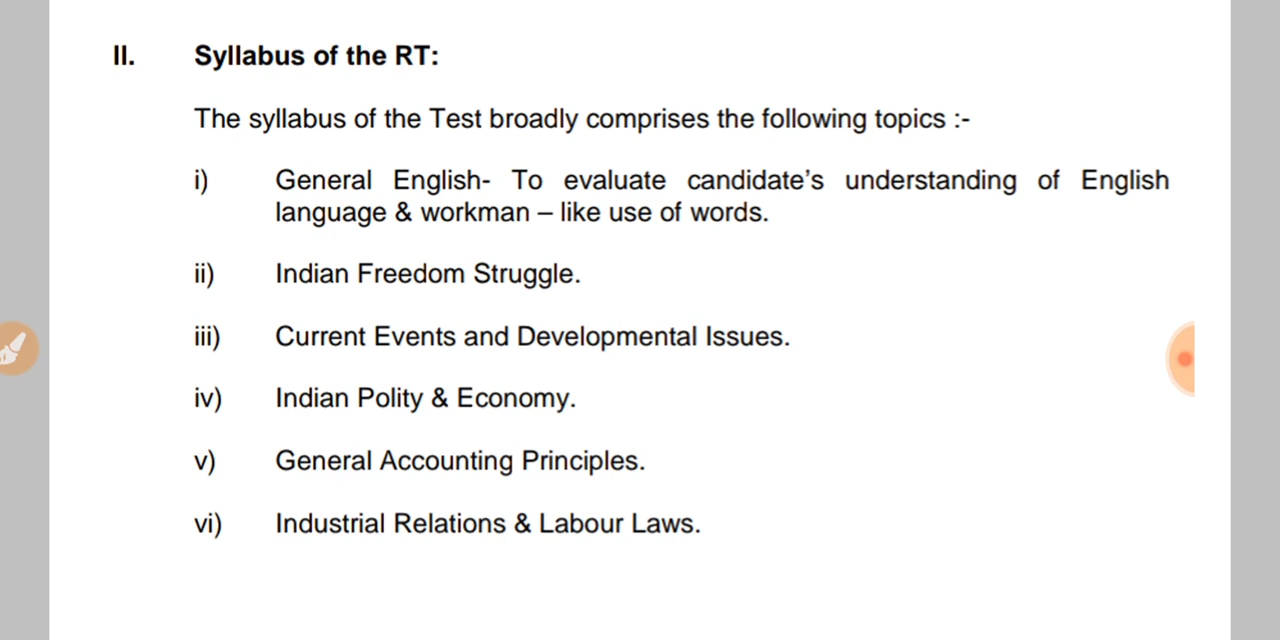 II. Syllabus of the RT:
The syllabus of the Test broadly comprises the following topics :-
i) General English- To evaluate candidate’s understanding of English
language & workman – like use of words.
ii) Indian Freedom Struggle.
iii) Current Events and Developmental Issues.
iv) Indian Polity & Economy.
v) General Accounting Principles.
vi) Industrial Relations & Labour Laws.